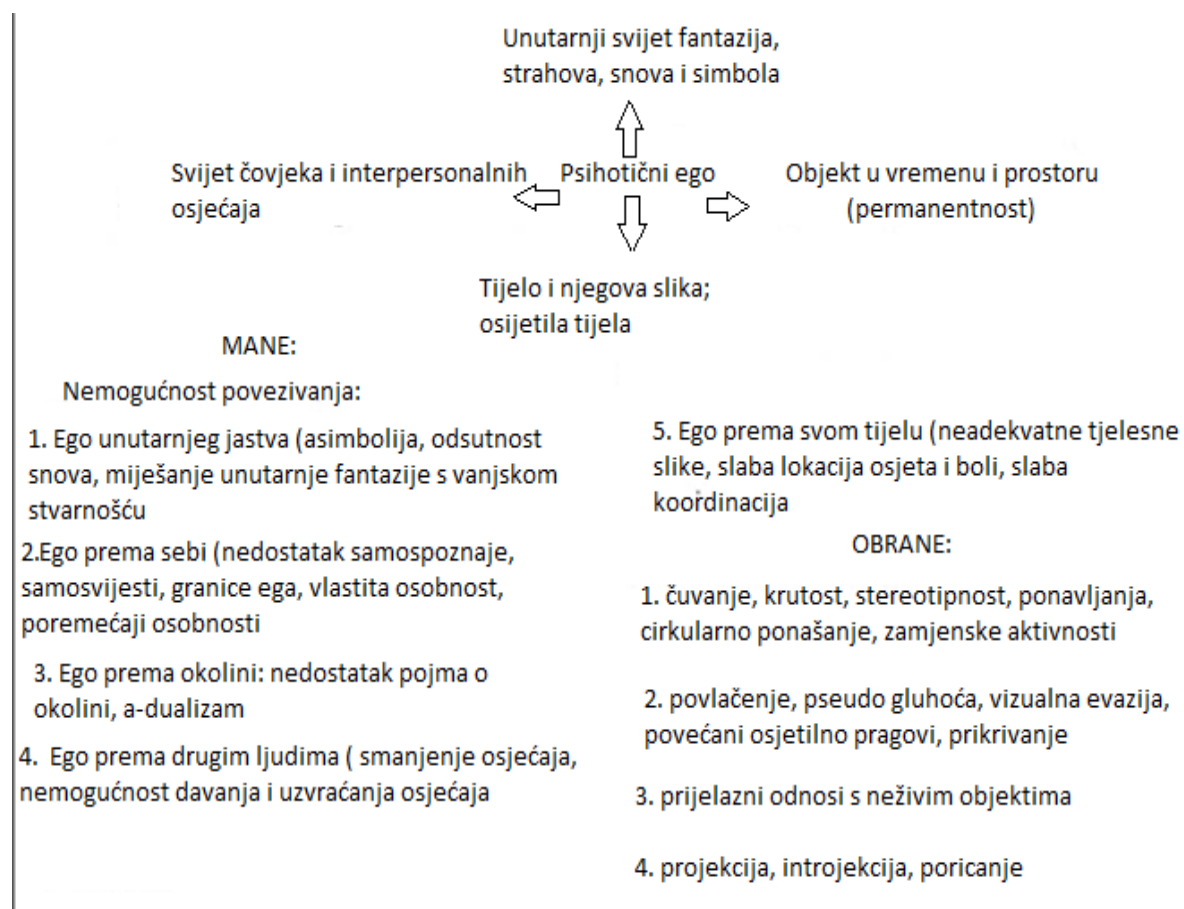 Unutarnji svijet fantazija,
strahova, snova i simbola
Svijet čovjeka i interpersonalnih
osjećaja
Psihotični ego
Objekt u vremenu i prostoru
(permanentnost)
Tijelo i njegova slika;
osijetila tijela
MANE:
Nemogućnost povezivanja:
1. Ego unutarnjeg jastva (asimbolija, odsutnost
snova, miješanje unutarnje fantazije s vanjskom
stvarnošću
2.Ego prema sebi (nedostatak samospoznaje,
samosvijesti, granice ega, vlastita osobnost,
poremećaji osobnosti
3. Ego prema okolini: nedostatak pojma o
okolini, a-dualizam
4. Ego prema drugim ljudima ( smanjenje osjećaja,
nemogućnost davanja i uzvraćanja osjećaja
5. Ego prema svom tijelu (neadekvatne tjelesne
slike, slaba lokacija osjeta i boli, slaba
koordinacija
OBRANE:
1. čuvanje, krutost, stereotipnost, ponavljanja,
cirkularno ponašanje, zamjenske aktivnosti
2. povlačenje, pseudo gluhoća, vizualna evazija,
povećani osjetilno pragovi, prikrivanje
3. prijelazni odnosi s neživim objektima
4. projekcija, introjekcija, poricanje